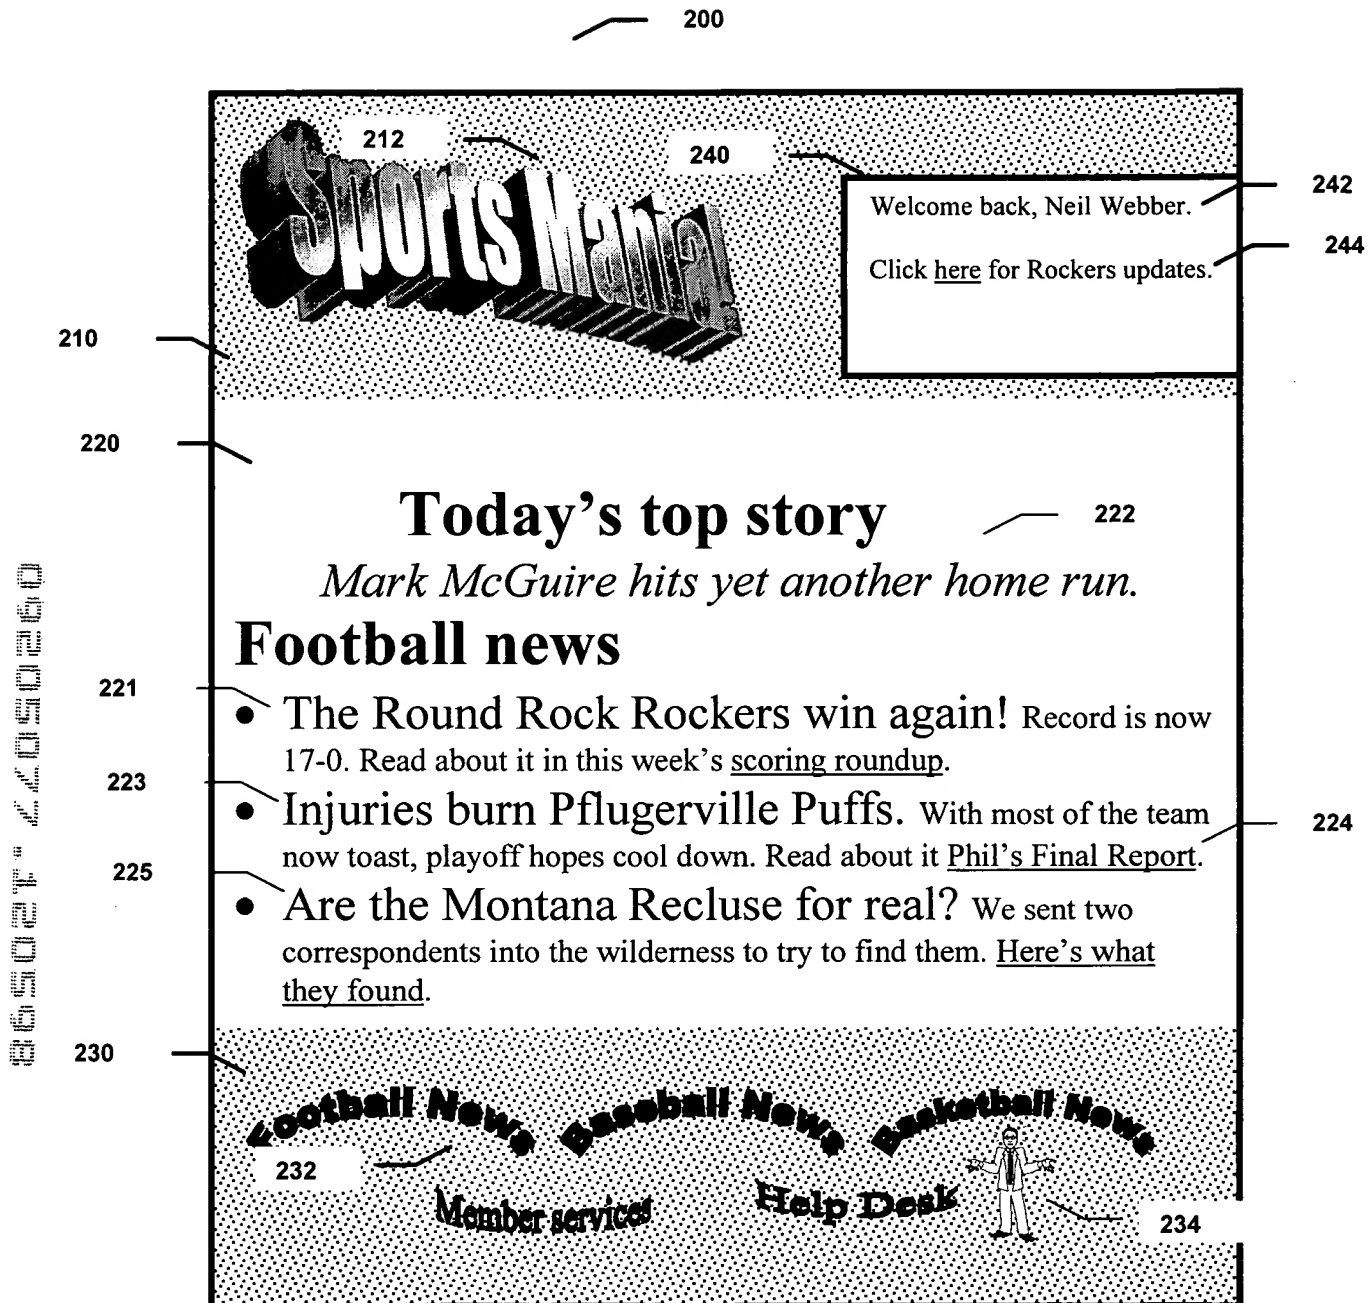 200
212
Sports Mania!
240
242
Welcome back, Neil Webber.
244
Click here for Rockers updates.
210
220
Today's top story
222
Mark McGuire hits yet another home run.
Football news
221
• The Round Rock Rockers win again! Record is now
17-0. Read about it in this week's scoring roundup.
223
• Injuries burn Pflugerville Puffs. With most of the team
224
now toast, playoff hopes cool down. Read about it Phil's Final Report.
225
• Are the Montana Recluse for real? We sent two
correspondents into the wilderness to try to find them. Here's what
they found.
230
Football News Baseball News Basketball News
232
Member services Help Desk
234
09205077.120598